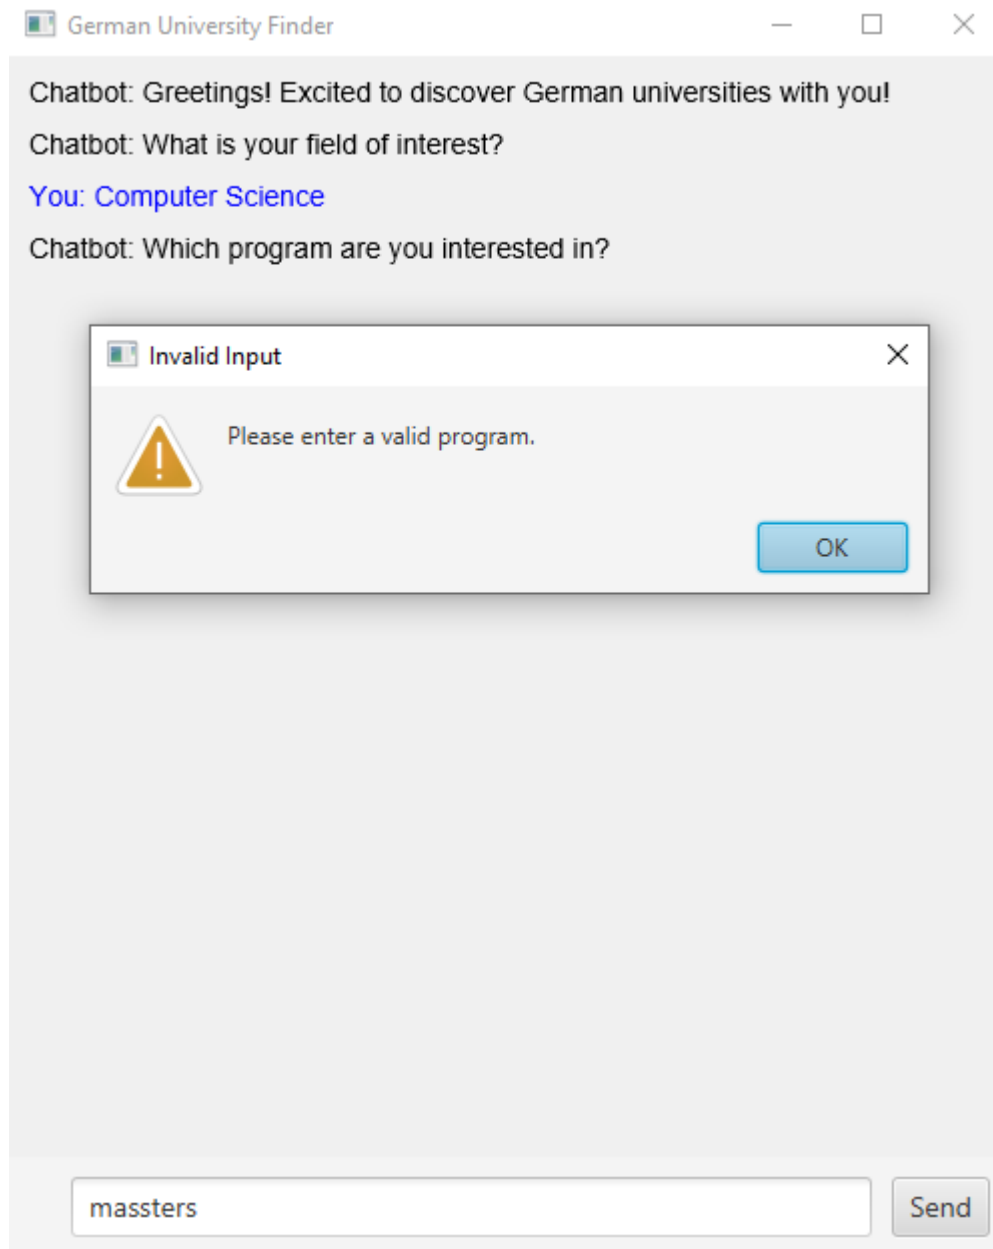 German University Finder
Chatbot: Greetings! Excited to discover German universities with you!
Chatbot: What is your field of interest?
You: Computer Science
Chatbot: Which program are you interested in?
Invalid Input
Please enter a valid program.
OK
massters
Send